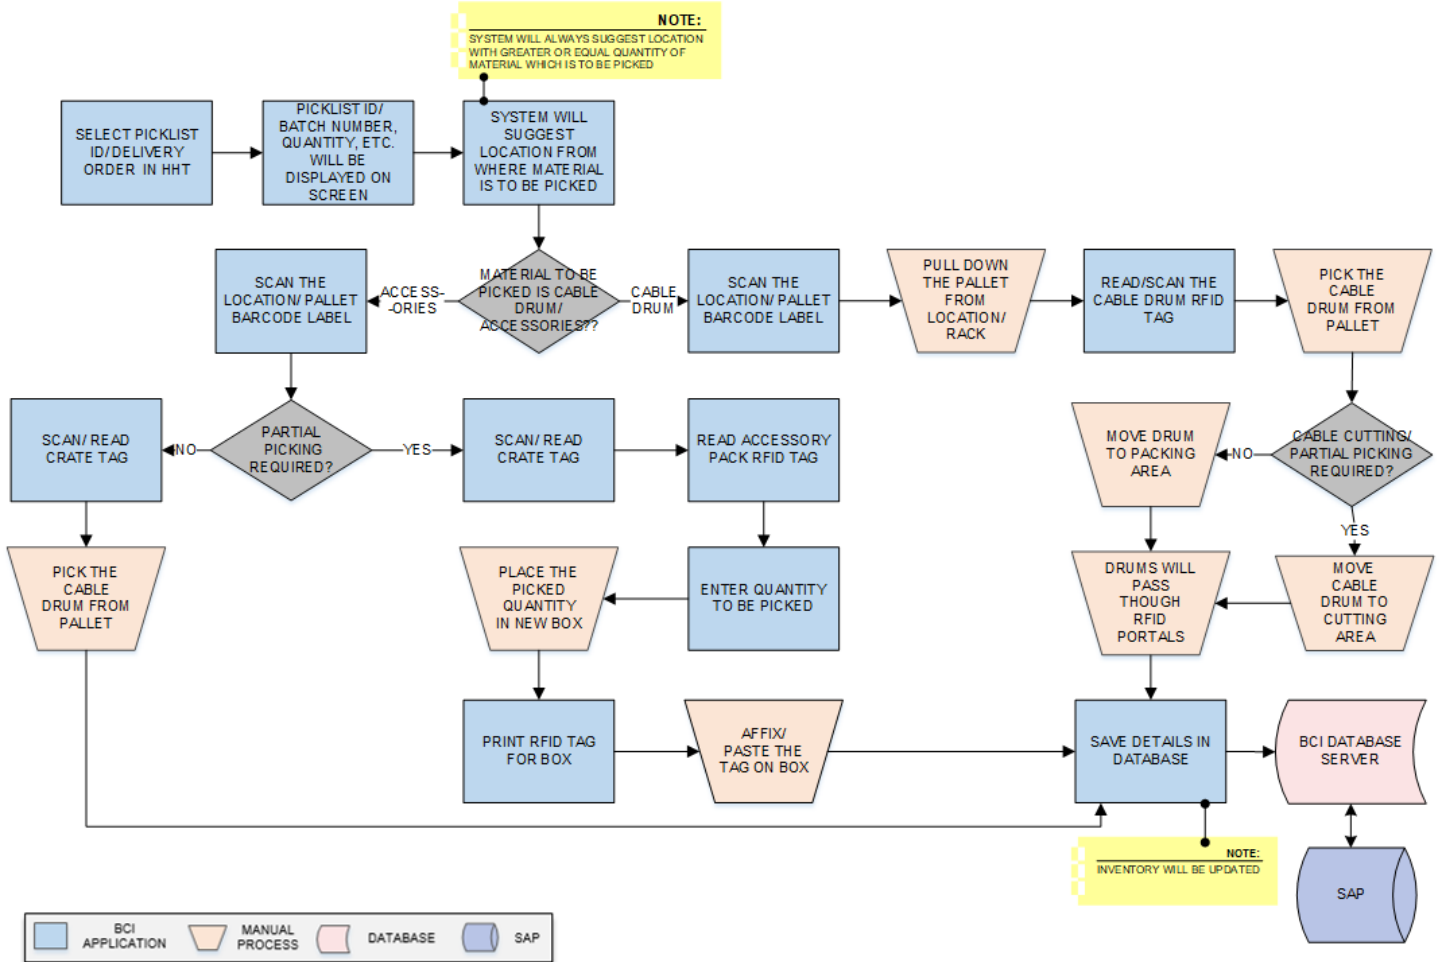 NOTE:
SYSTEM WILL ALWAYS SUGGEST LOCATION
WITH GREATER OR EQUAL QUANTITY OF
MATERIAL WHICH IS TO BE PICKED
SELECT PICKLIST
ID/DELIVERY
ORDER IN HHT
PICKLIST ID/
BATCH NUMBER,
QUANTITY, ETC.
WILL BE
DISPLAYED ON
SCREEN
SYSTEM WILL
SUGGEST
LOCATION FROM
WHERE MATERIAL
IS TO BE PICKED
SCAN THE
LOCATION/ PALLET
BARCODE LABEL
ACCESS-
-ORIES
MATERIAL TO BE
PICKED IS CABLE
DRUM/
ACCESSORIES??
CABLE
DRUM
SCAN THE
LOCATION/ PALLET
BARCODE LABEL
PULL DOWN
THE PALLET
FROM
LOCATION/
RACK
READ/SCAN THE
CABLE DRUM RFID
TAG
PICK THE
CABLE
DRUM FROM
PALLET
SCAN/ READ
CRATE TAG
NO
PARTIAL
PICKING
REQUIRED?
YES
SCAN/ READ
CRATE TAG
READ ACCESSORY
PACK RFID TAG
MOVE DRUM
TO PACKING
AREA
NO
CABLE CUTTING/
PARTIAL PICKING
REQUIRED?
YES
PICK THE
CABLE
DRUM FROM
PALLET
PLACE THE
PICKED
QUANTITY
IN NEW BOX
ENTER QUANTITY
TO BE PICKED
DRUMS WILL
PASS
THOUGH
RFID
PORTALS
MOVE
CABLE
DRUM TO
CUTTING
AREA
PRINT RFID TAG
FOR BOX
AFFIX/
PASTE THE
TAG ON BOX
SAVE DETAILS IN
DATABASE
BCI DATABASE
SERVER
NOTE:
INVENTORY WILL BE UPDATED
SAP
BCI
APPLICATION
MANUAL
PROCESS
DATABASE
SAP